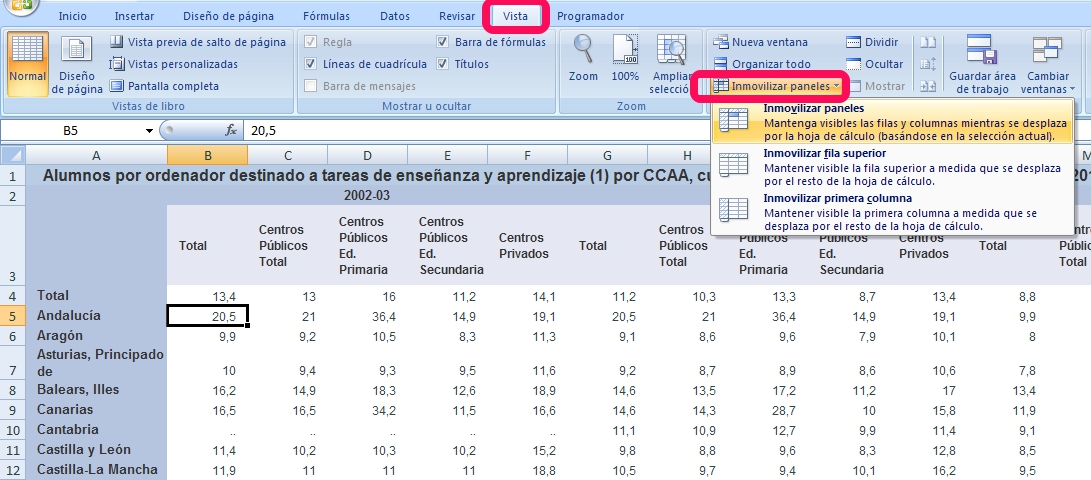 Inicio Insertar Diseño de página Fórmulas Datos Revisar Vista Programador
Vista previa de salto de página Regla Barra de fórmulas Nueva ventana Dividir
Vistas personalizadas Líneas de cuadrícula Títulos Organizar todo Ocultar
Normal Diseño de página Pantalla completa Barra de mensajes Zoom 100% Ampliar selección Inmovilizar paneles Mostrar Guardar área de trabajo Cambiar ventanas
Vistas de libro Mostrar u ocultar Zoom
B5 fx 20,5
Inmovilizar paneles
Mantenga visibles las filas y columnas mientras se desplaza
por la hoja de cálculo (basándose en la selección actual).
Inmovilizar fila superior
Mantener visible la fila superior a medida que se desplaza
por el resto de la hoja de cálculo.
Inmovilizar primera columna
Mantener visible la primera columna a medida que se
desplaza por el resto de la hoja de cálculo.
A B C D E F G H M
1 Alumnos por ordenador destinado a tareas de enseñanza y aprendizaje (1) por CCAA, cu 201
2 2002-03
3 Total Centros Públicos Total Centros Públicos Ed. Primaria Centros Públicos Ed. Secundaria Centros Privados Total Centros Públicos Total Públicos Ed. Primaria Públicos Ed. Secundaria Centros Privados Total Públicos Total
4 Total 13,4 13 16 11,2 14,1 11,2 10,3 13,3 8,7 13,4 8,8
5 Andalucía 20,5 21 36,4 14,9 19,1 20,5 21 36,4 14,9 19,1 9,9
6 Aragón 9,9 9,2 10,5 8,3 11,3 9,1 8,6 9,6 7,9 10,1 8
Asturias, Principado
7 de 10 9,4 9,3 9,5 11,6 9,2 8,7 8,9 8,6 10,6 7,8
8 Balears, Illes 16,2 14,9 18,3 12,6 18,9 14,6 13,5 17,2 11,2 17 13,4
9 Canarias 16,5 16,5 34,2 11,5 16,6 14,6 14,3 28,7 10 15,8 11,9
10 Cantabria .. .. .. .. .. 11,1 10,9 12,7 9,9 11,4 9,1
11 Castilla y León 11,4 10,2 10,3 10,2 15,2 9,8 8,8 9,6 8,3 12,8 8,5
12 Castilla-La Mancha 11,9 11 11 11 18,8 10,5 9,7 9,4 10,1 16,2 9,5